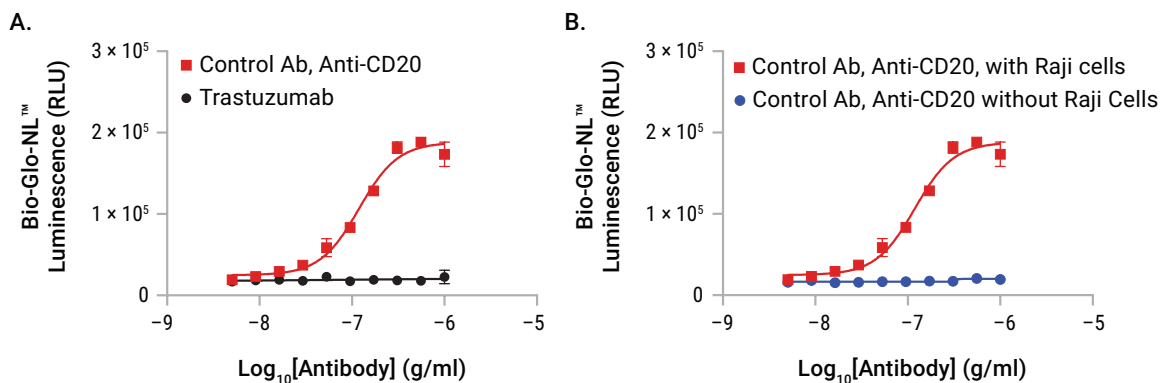 A.
Bio-Glo-NL™
Luminescence (RLU)
3 × 10⁵
2 × 10⁵
1 × 10⁵
0
Control Ab, Anti-CD20
Trastuzumab
−9
−8
−7
−6
−5
Log₁₀[Antibody] (g/ml)
B.
Bio-Glo-NL™
Luminescence (RLU)
3 × 10⁵
2 × 10⁵
1 × 10⁵
0
Control Ab, Anti-CD20, with Raji cells
Control Ab, Anti-CD20 without Raji Cells
−9
−8
−7
−6
−5
Log₁₀[Antibody] (g/ml)